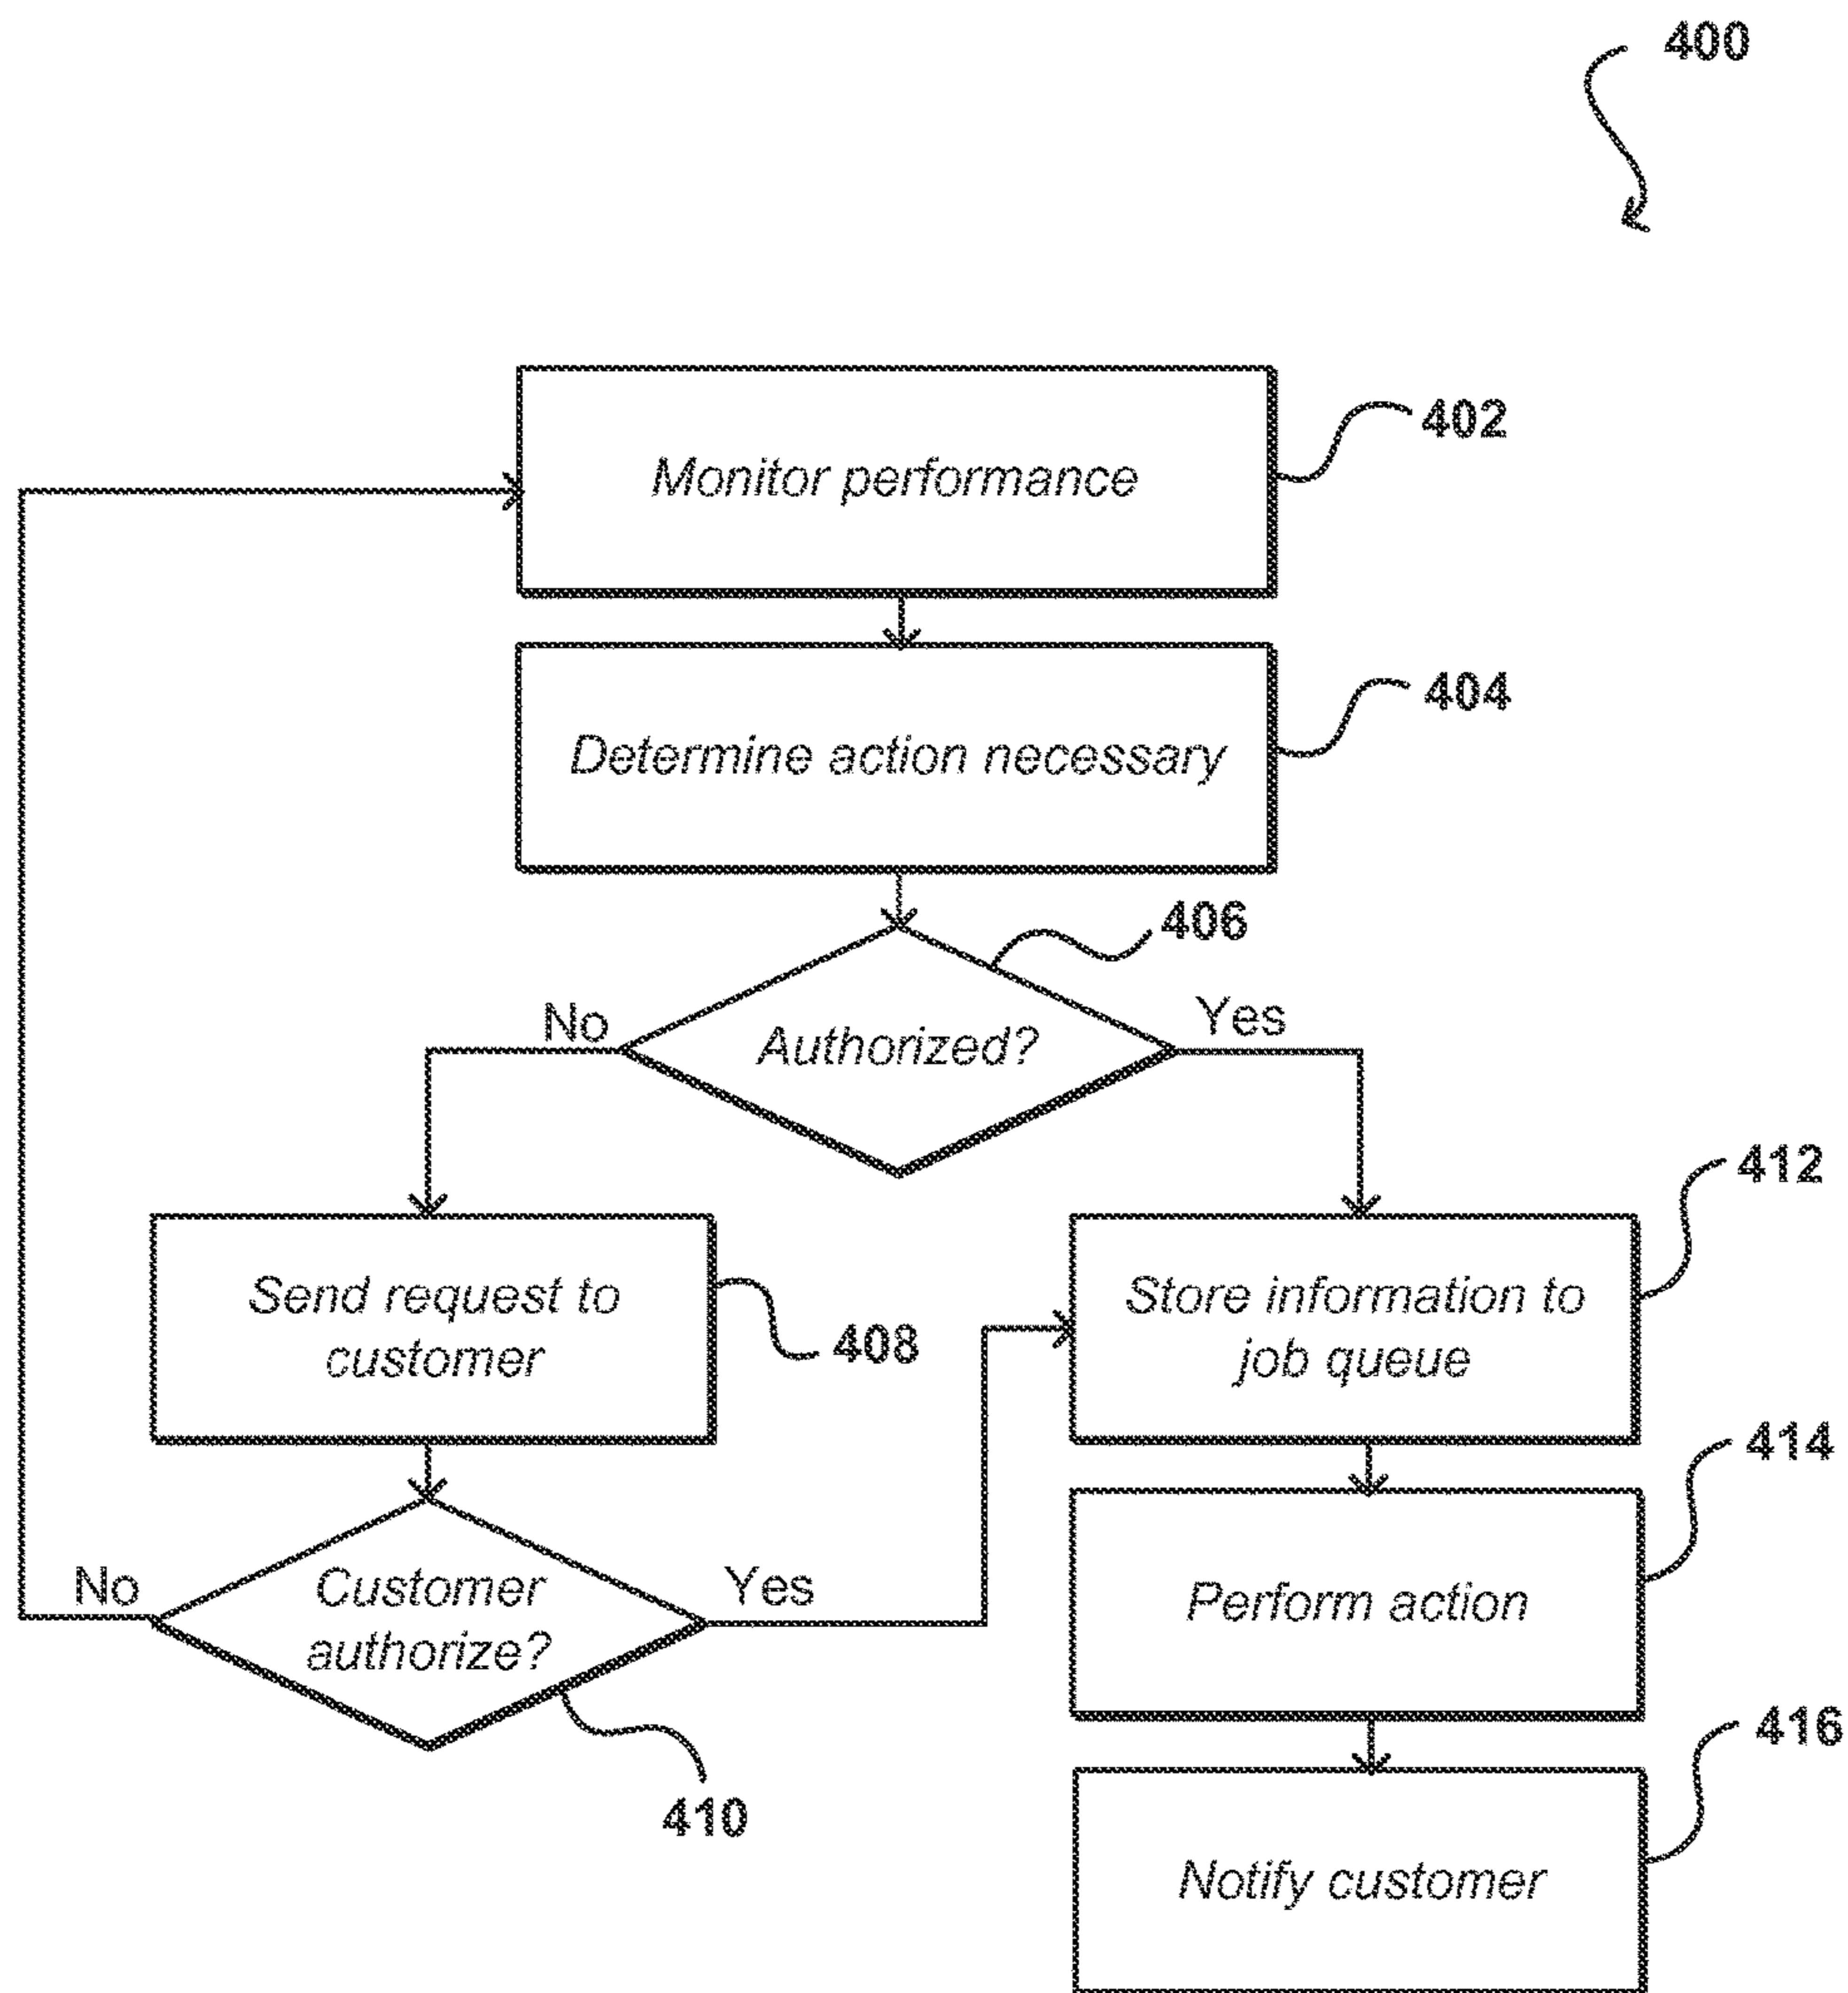 400
Monitor performance
402
Determine action necessary
404
406
No
Authorized?
Yes
412
Send request to
customer
408
Store information to
job queue
414
No
Customer
authorize?
Yes
Perform action
410
416
Notify customer